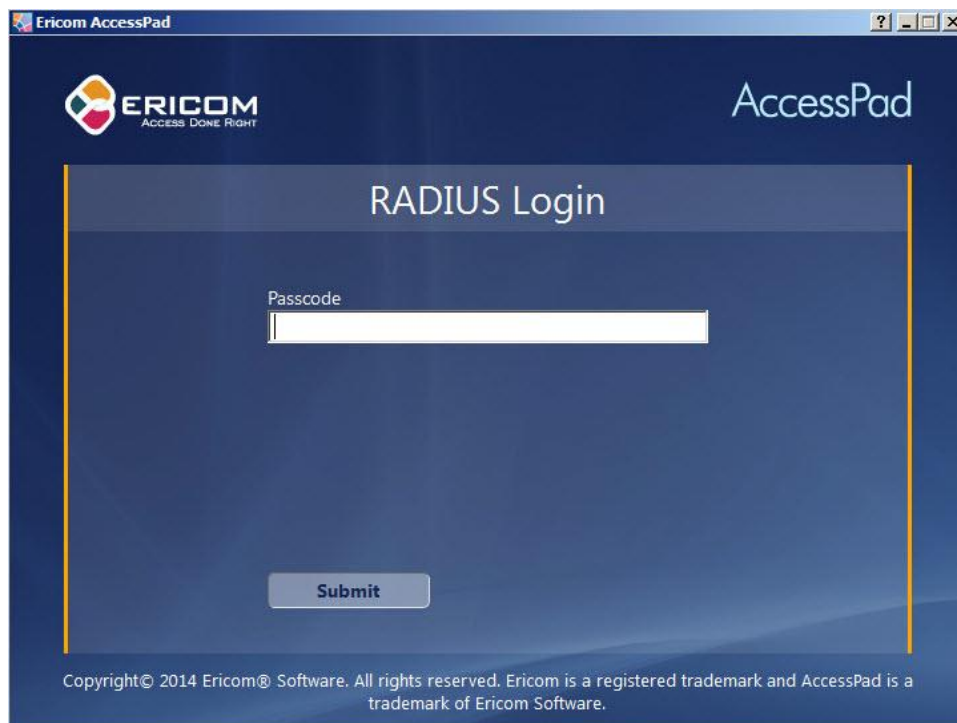 Ericom AccessPad
ERICOM
ACCESS DONE RIGHT
AccessPad
RADIUS Login
Passcode
Submit
Copyright© 2014 Ericom® Software. All rights reserved. Ericom is a registered trademark and AccessPad is a
trademark of Ericom Software.